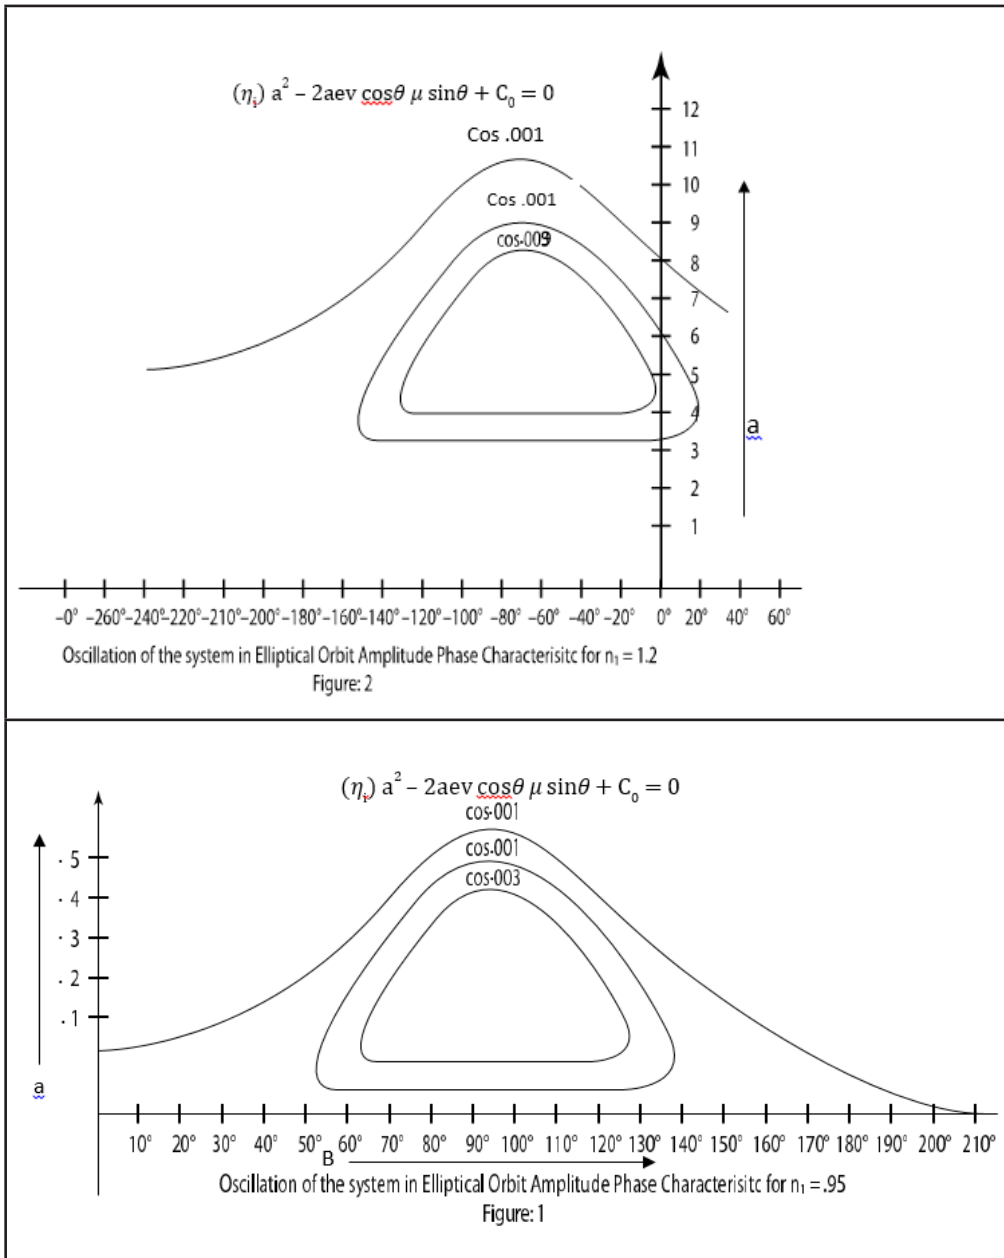 (η_i) a² – 2aev cosθ μ sinθ + C₀ = 0
Cos .001
Cos .001
cos·009
12
11
10
9
8
7
6
5
4
3
2
1
a
–0° –260° –240° –220° –210° –200° –180° –160° –140° –120° –100° –80° –60° –40° –20° 0° 20° 40° 60°
Oscillation of the system in Elliptical Orbit Amplitude Phase Characterisitc for n₁ = 1.2
Figure: 2
(η_i) a² – 2aev cosθ μ sinθ + C₀ = 0
cos·001
cos·001
cos·003
. 5
. 4
. 3
. 2
. 1
a
10° 20° 30° 40° 50° 60° 70° 80° 90° 100° 110° 120° 130° 140° 150° 160° 170° 180° 190° 200° 210°
B
Oscillation of the system in Elliptical Orbit Amplitude Phase Characterisitc for n₁ = .95
Figure: 1